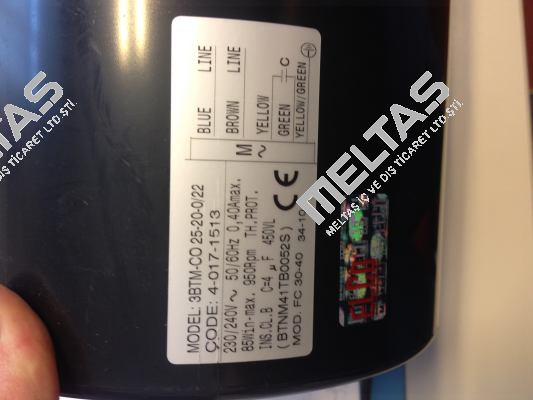 MODEL: 3BTM-CO 25-20-0/22
CODE: 4-017-1513
230/240V ~ 50/60Hz 0,40Amax.
85Win-max. 950Rpm TH.PROT.
INS.CL.B C=4 µF 450VL
(BTNM41TB0052S)
MOD. FC 30-40 34-10
CE
M
~
BLUE LINE
BROWN LINE
YELLOW
GREEN C
YELLOW/GREEN
ELCO
MELTAS
MELTAS İÇ VE DIŞ TİCARET LTD.ŞTİ.
MELTAS
MELTAS İÇ VE DIŞ TİCARET LTD.ŞTİ.